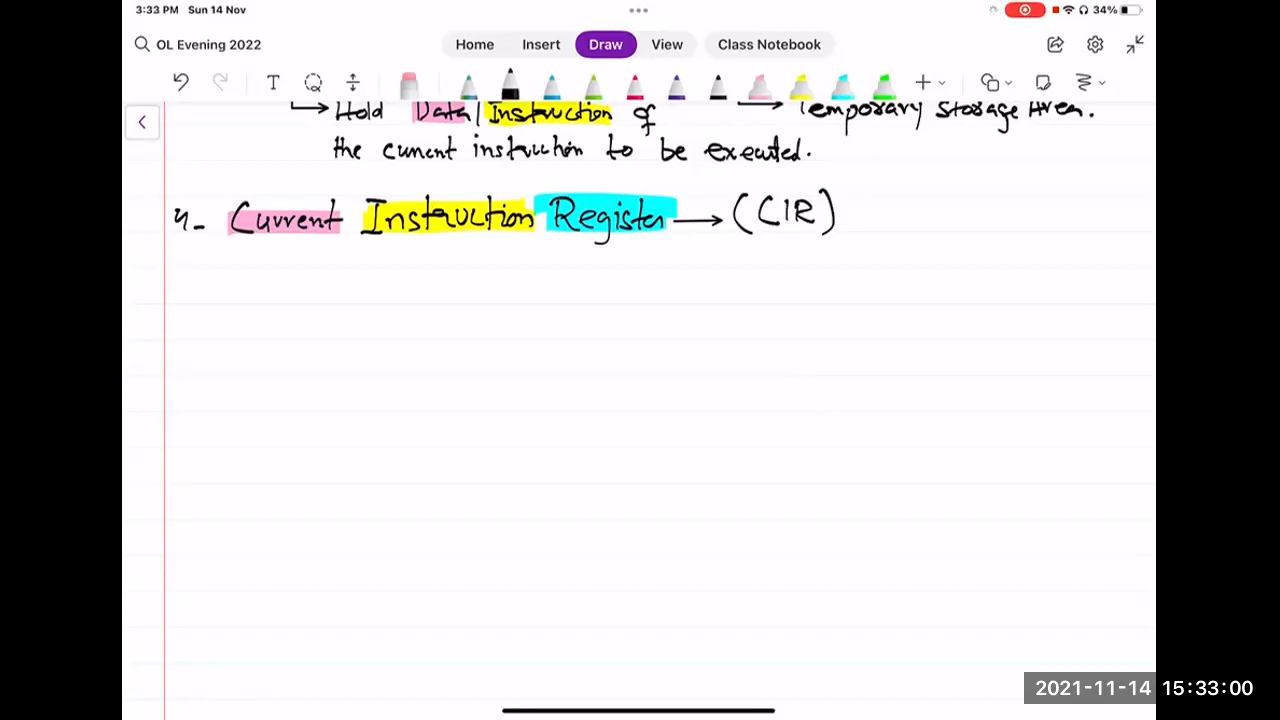 3:33 PM Sun 14 Nov
34%
OL Evening 2022
Home Insert Draw View Class Notebook
T
Hold Data/Instruction of → Temporary Storage Area.
the current instruction to be executed.
4- Current Instruction Register → (CIR)
2021-11-14 15:33:00